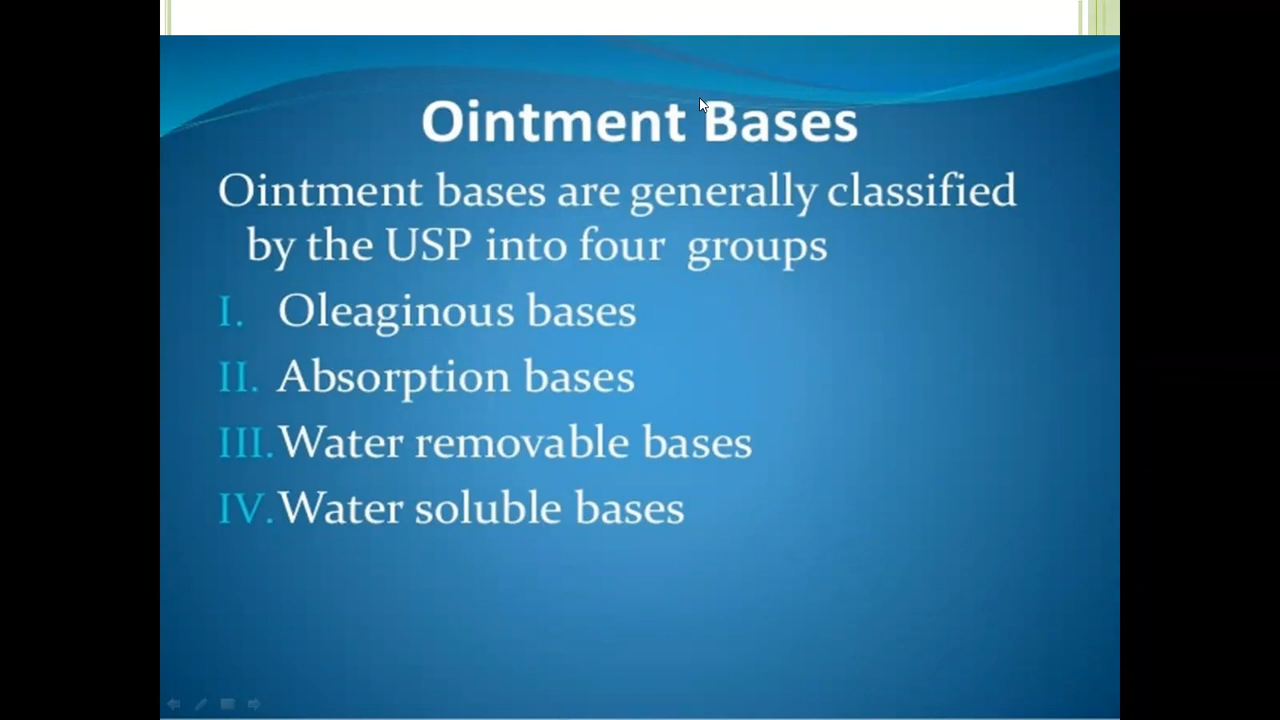 Ointment Bases
Ointment bases are generally classified
by the USP into four groups
I. Oleaginous bases
II. Absorption bases
III. Water removable bases
IV. Water soluble bases